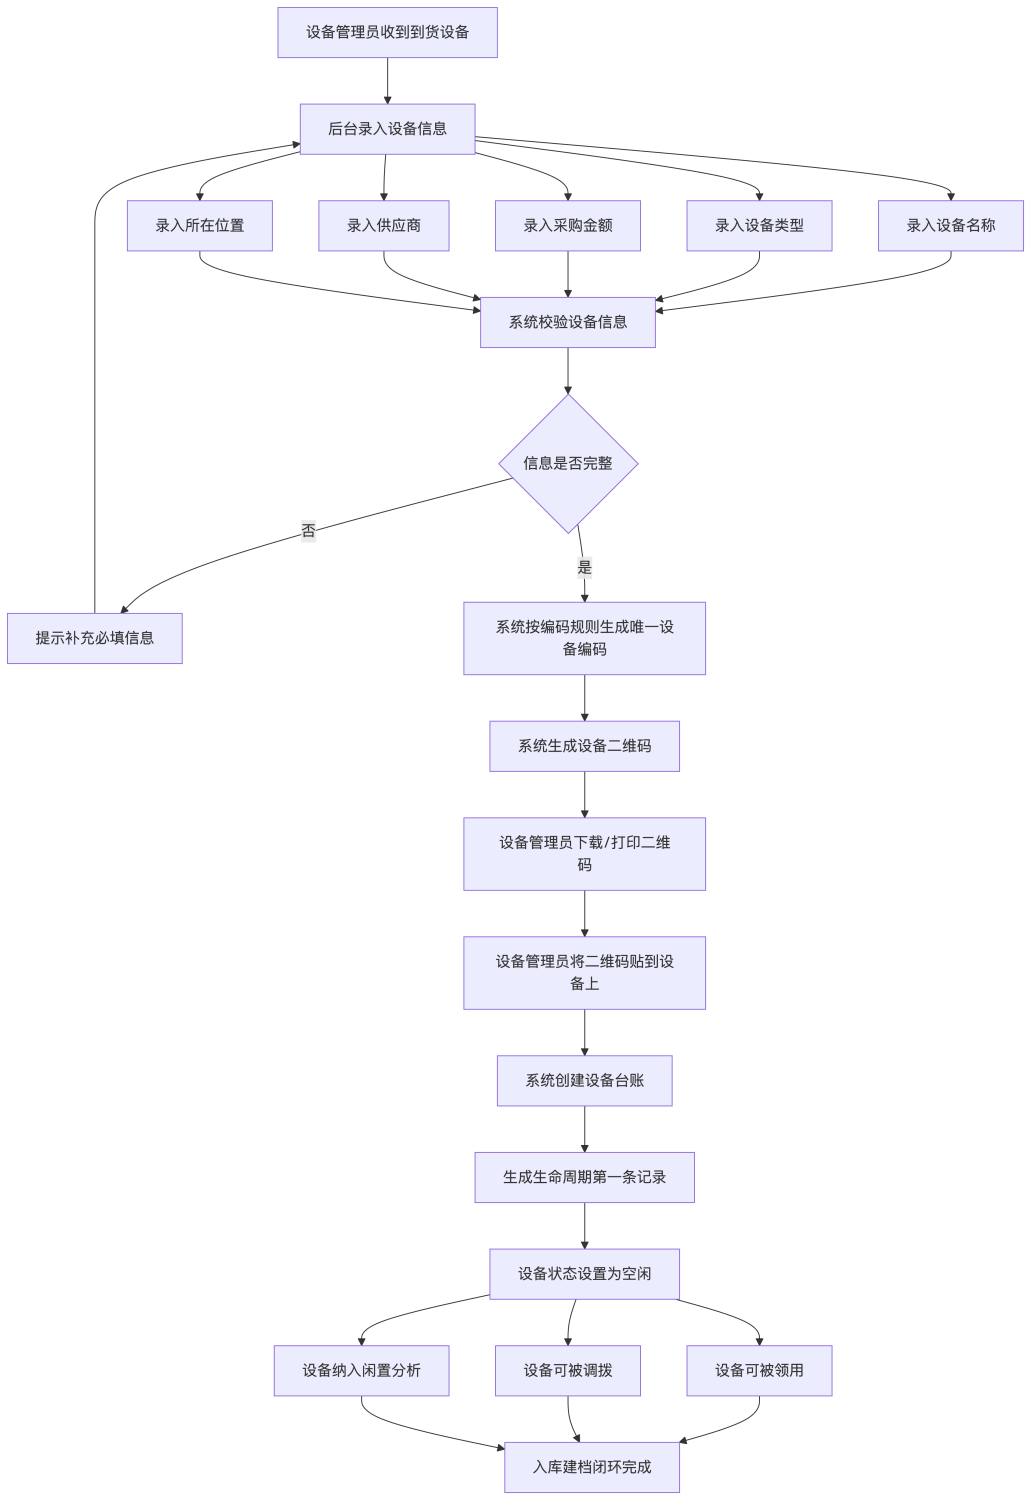 设备管理员收到到货设备
后台录入设备信息
录入所在位置
录入供应商
录入采购金额
录入设备类型
录入设备名称
系统校验设备信息
信息是否完整
否
是
提示补充必填信息
系统按编码规则生成唯一设
备编码
系统生成设备二维码
设备管理员下载/打印二维
码
设备管理员将二维码贴到设
备上
系统创建设备台账
生成生命周期第一条记录
设备状态设置为空闲
设备纳入闲置分析
设备可被调拨
设备可被领用
入库建档闭环完成